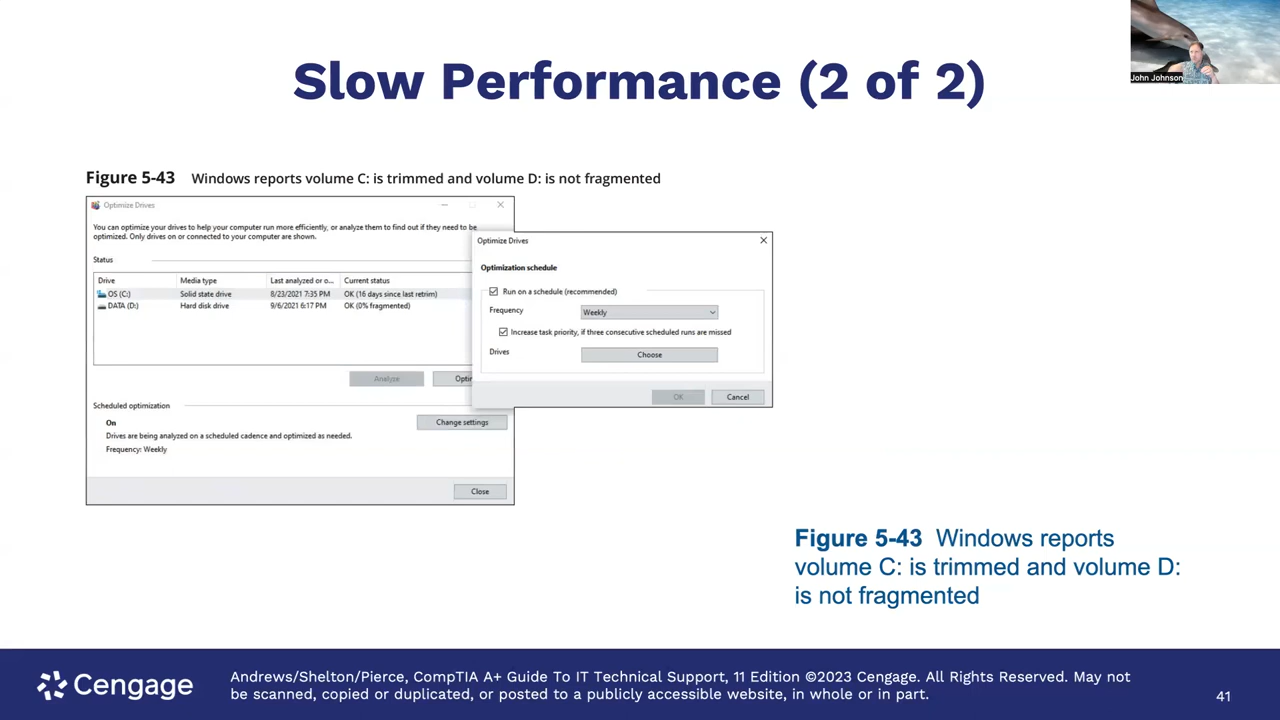 John Johnson
Slow Performance (2 of 2)
Figure 5-43 Windows reports volume C: is trimmed and volume D: is not fragmented
Optimize Drives
You can optimize your drives to help your computer run more efficiently, or analyze them to find out if they need to be
optimized. Only drives on or connected to your computer are shown.
Status
Drive Media type Last analyzed or o... Current status
OS (C:) Solid state drive 8/23/2021 7:35 PM OK (16 days since last retrim)
DATA (D:) Hard disk drive 9/6/2021 6:17 PM OK (0% fragmented)
Analyze Optim
Scheduled optimization
On
Change settings
Drives are being analyzed on a scheduled cadence and optimized as needed.
Frequency: Weekly
Close
Optimize Drives
Optimization schedule
Run on a schedule (recommended)
Frequency Weekly
Increase task priority, if three consecutive scheduled runs are missed
Drives Choose
OK Cancel
Figure 5-43 Windows reports
volume C: is trimmed and volume D:
is not fragmented
Cengage
Andrews/Shelton/Pierce, CompTIA A+ Guide To IT Technical Support, 11 Edition ©2023 Cengage. All Rights Reserved. May not
be scanned, copied or duplicated, or posted to a publicly accessible website, in whole or in part.
41